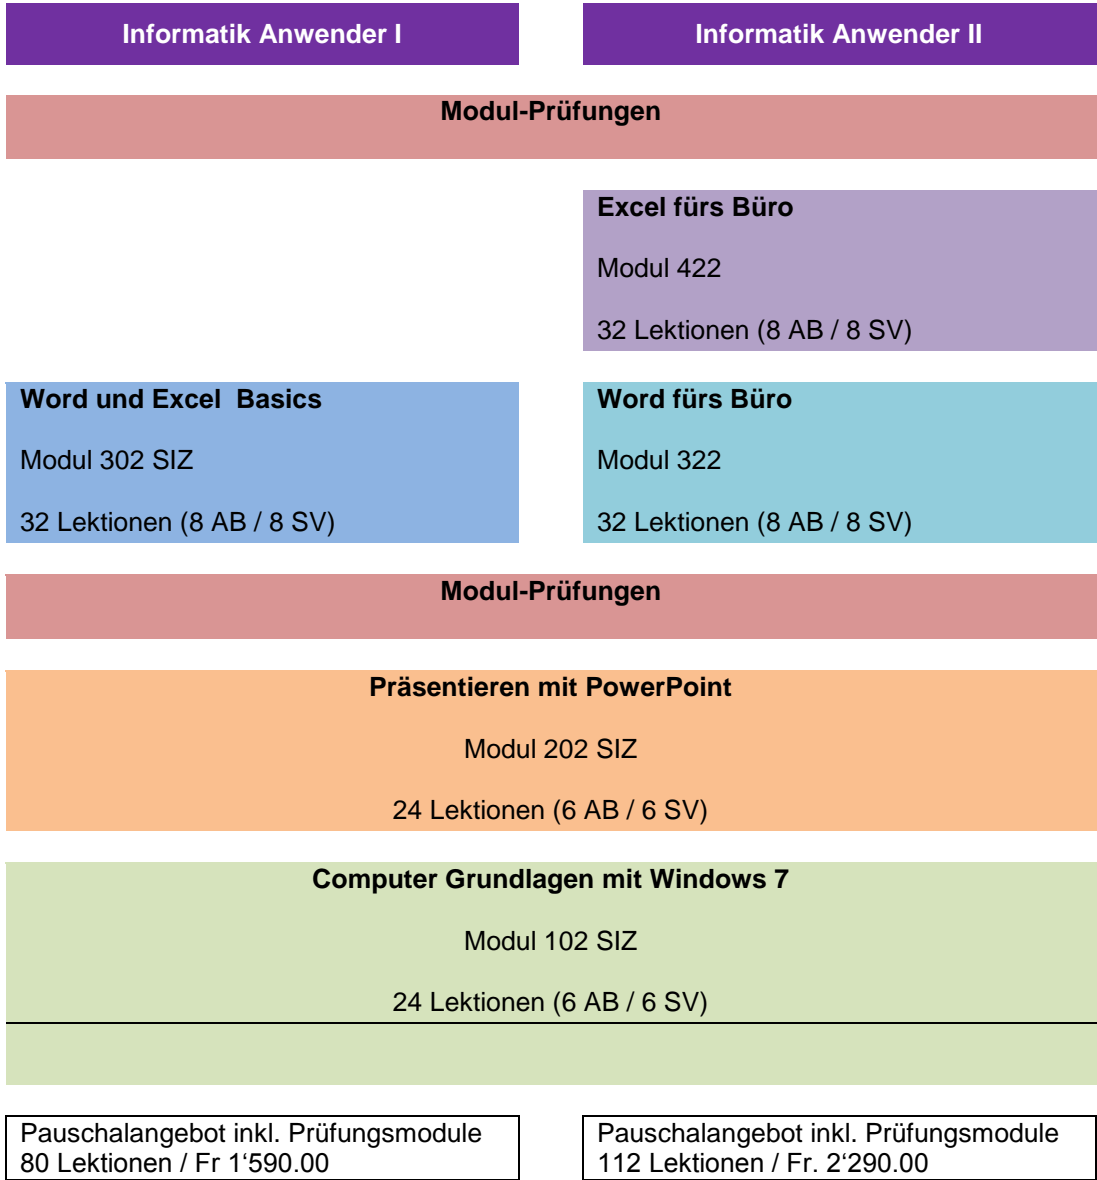 Informatik Anwender I
Informatik Anwender II
Modul-Prüfungen
Excel fürs Büro
Modul 422
32 Lektionen (8 AB / 8 SV)
Word und Excel  Basics
Modul 302 SIZ
32 Lektionen (8 AB / 8 SV)
Word fürs Büro
Modul 322
32 Lektionen (8 AB / 8 SV)
Modul-Prüfungen
Präsentieren mit PowerPoint
Modul 202 SIZ
24 Lektionen (6 AB / 6 SV)
Computer Grundlagen mit Windows 7
Modul 102 SIZ
24 Lektionen (6 AB / 6 SV)
Pauschalangebot inkl. Prüfungsmodule
80 Lektionen / Fr 1‘590.00
Pauschalangebot inkl. Prüfungsmodule
112 Lektionen / Fr. 2‘290.00